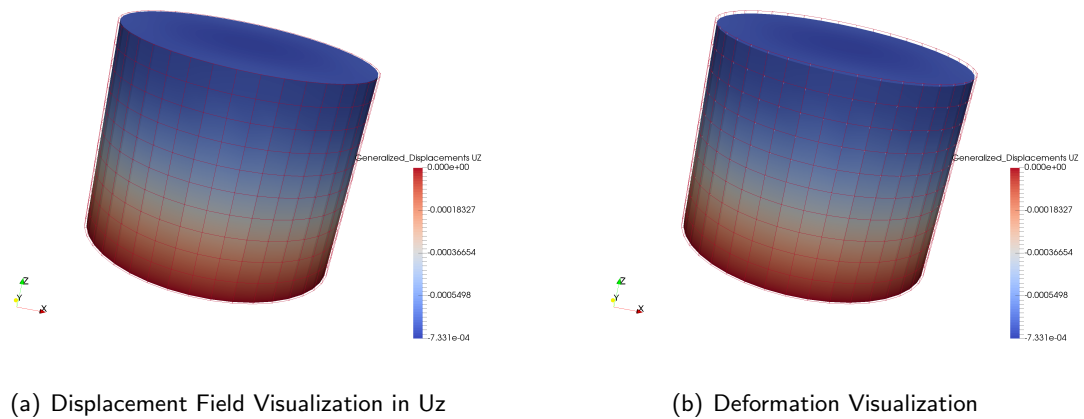 Generalized_Displacements UZ
0.000e+00
-0.00018327
-0.00036654
-0.0005498
-7.331e-04
Z
Y
X
(a) Displacement Field Visualization in Uz
Generalized_Displacements UZ
0.000e+00
-0.00018327
-0.00036654
-0.0005498
-7.331e-04
Z
Y
X
(b) Deformation Visualization